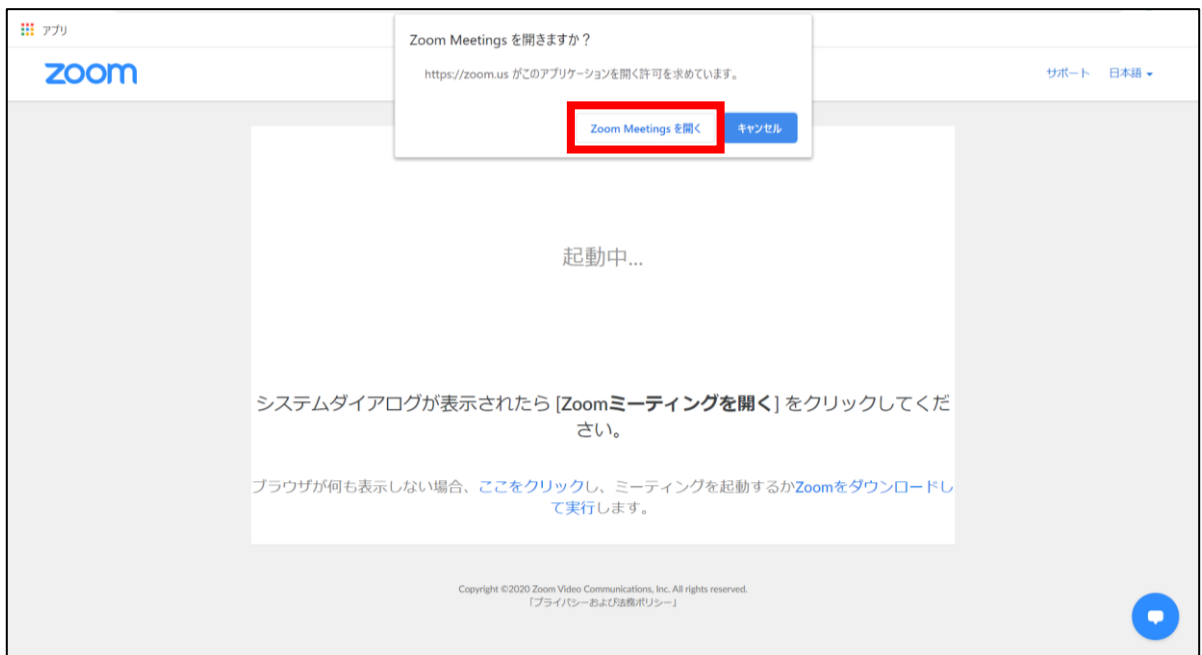 アプリ
Zoom Meetings を開きますか？
https://zoom.us がこのアプリケーションを開く許可を求めています。
Zoom Meetings を開く
キャンセル
zoom
サポート
日本語
起動中...
システムダイアログが表示されたら [Zoomミーティングを開く] をクリックしてくだ
さい。
ブラウザが何も表示しない場合、ここをクリックし、ミーティングを起動するかZoomをダウンロードし
て実行します。
Copyright ©2020 Zoom Video Communications, Inc. All rights reserved.
「プライバシーおよび法務ポリシー」